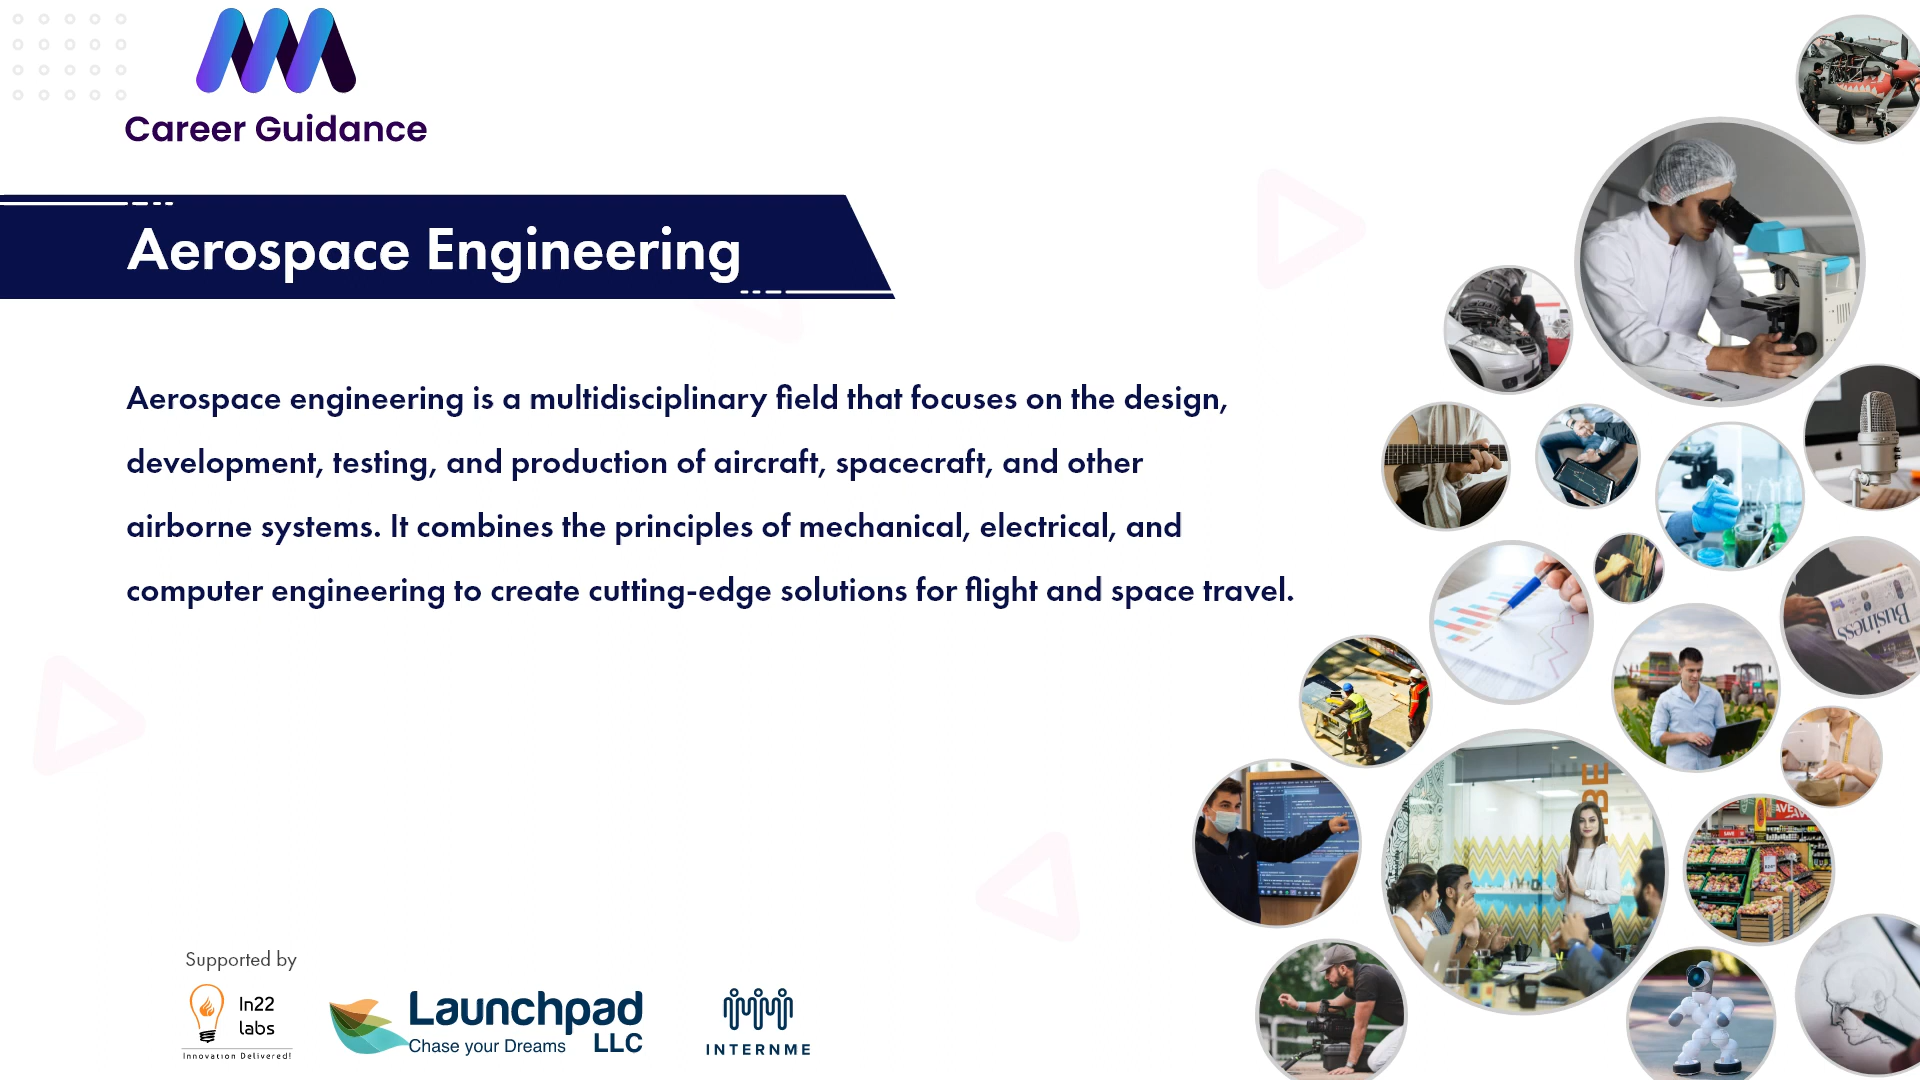 Career Guidance
Aerospace Engineering
Aerospace engineering is a multidisciplinary field that focuses on the design,
development, testing, and production of aircraft, spacecraft, and other
airborne systems. It combines the principles of mechanical, electrical, and
computer engineering to create cutting-edge solutions for flight and space travel.
Business
SAVE
Supported by
In22
labs
Innovation Delivered!
Launchpad
Chase your Dreams LLC
INTERNME